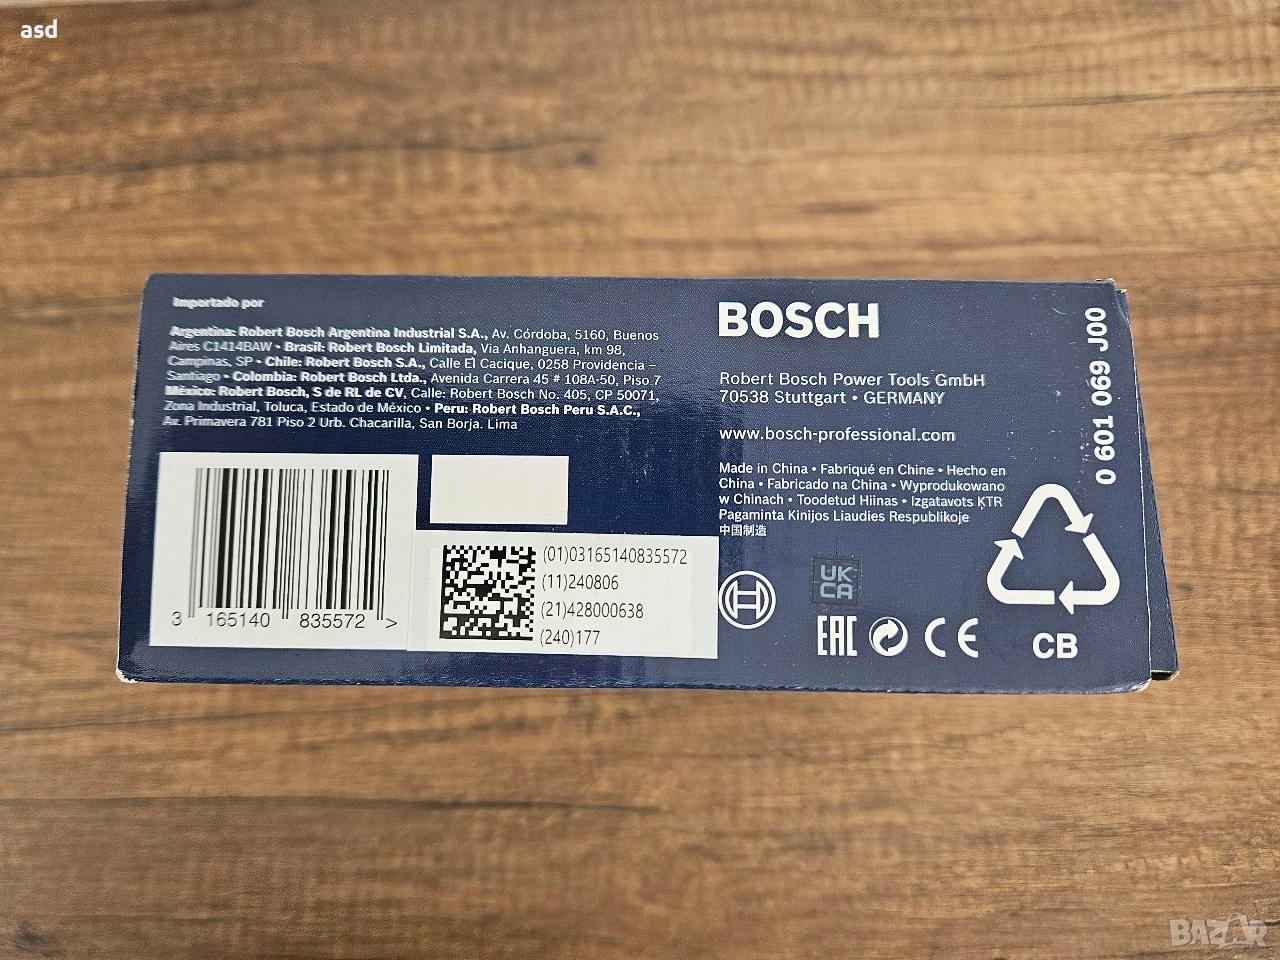 asd
Importado por
Argentina: Robert Bosch Argentina Industrial S.A., Av. Córdoba, 5160, Buenos
Aires C1414BAW • Brasil: Robert Bosch Limitada, Via Anhanguera, km 98,
Campinas, SP • Chile: Robert Bosch S.A., Calle El Cacique, 0258 Providencia –
Santiago • Colombia: Robert Bosch Ltda., Avenida Carrera 45 # 108A-50, Piso 7
México: Robert Bosch, S de RL de CV, Calle: Robert Bosch No. 405, CP 50071,
Zona Industrial, Toluca, Estado de México • Peru: Robert Bosch Peru S.A.C.,
Av. Primavera 781 Piso 2 Urb. Chacarilla, San Borja. Lima
3 165140 835572 >
(01)03165140835572
(11)240806
(21)428000638
(240)177
BOSCH
Robert Bosch Power Tools GmbH
70538 Stuttgart • GERMANY
www.bosch-professional.com
Made in China • Fabriqué en Chine • Hecho en
China • Fabricado na China • Wyprodukowano
w Chinach • Toodetud Hiinas • Izgatavots ĶTR
Pagaminta Kinijos Liaudies Respublikoje
中国制造
UK
CA
EAC
CE
CB
0 601 069 J00
BAZAR